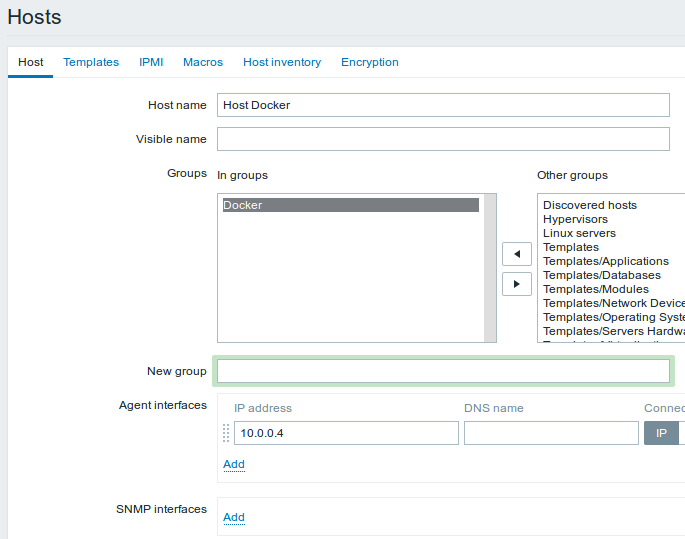 Hosts
Host Templates IPMI Macros Host inventory Encryption
Host name Host Docker
Visible name
Groups In groups Other groups
Docker
Discovered hosts
Hypervisors
Linux servers
Templates
Templates/Applications
Templates/Databases
Templates/Modules
Templates/Network Device
Templates/Operating Syste
Templates/Servers Hardwa
New group
Agent interfaces IP address DNS name Connec
10.0.0.4 IP
Add
SNMP interfaces
Add